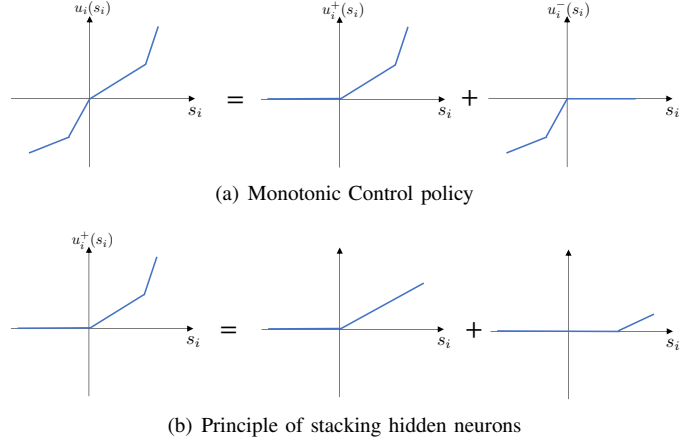 u_i(s_i) u_i^+(s_i) u_i^-(s_i)
= +
s_i s_i s_i
(a) Monotonic Control policy
u_i^+(s_i)
= +
s_i s_i s_i
(b) Principle of stacking hidden neurons